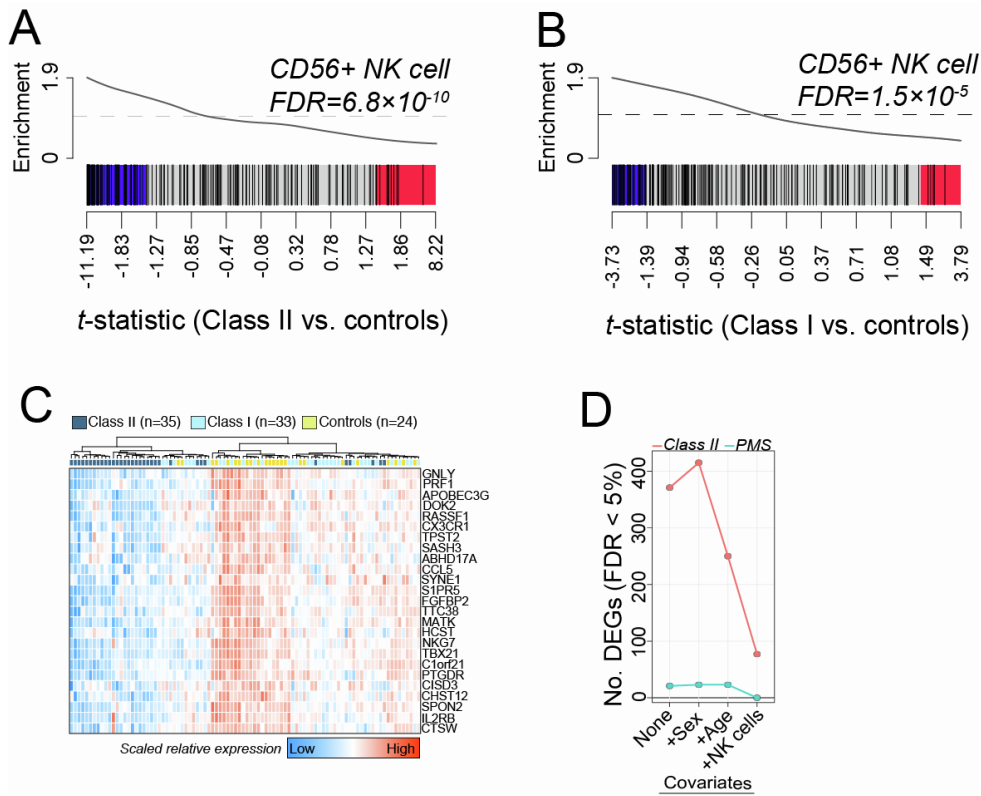 A
CD56+ NK cell
FDR=6.8×10-10
Enrichment
1.9
0
-11.19
-1.83
-1.27
-0.85
-0.47
-0.08
0.32
0.78
1.27
1.86
8.22
t-statistic (Class II vs. controls)
B
CD56+ NK cell
FDR=1.5×10-5
Enrichment
1.9
0
-3.73
-1.39
-0.94
-0.58
-0.26
0.05
0.37
0.71
1.08
1.49
3.79
t-statistic (Class I vs. controls)
C
Class II (n=35) Class I (n=33) Controls (n=24)
GNLY
PRF1
APOBEC3G
DOK2
RASSF1
CX3CR1
TPST2
SASH3
ABHD17A
CCL5
SYNE1
S1PR5
FGFBP2
TTC38
MATK
HCST
NKG7
TBX21
C1orf21
PTGDR
CISD3
CHST12
SPON2
IL2RB
CTSW
Scaled relative expression Low High
D
Class II PMS
No. DEGs (FDR < 5%)
400
300
200
100
0
None
+Sex
+Age
+NK cells
Covariates